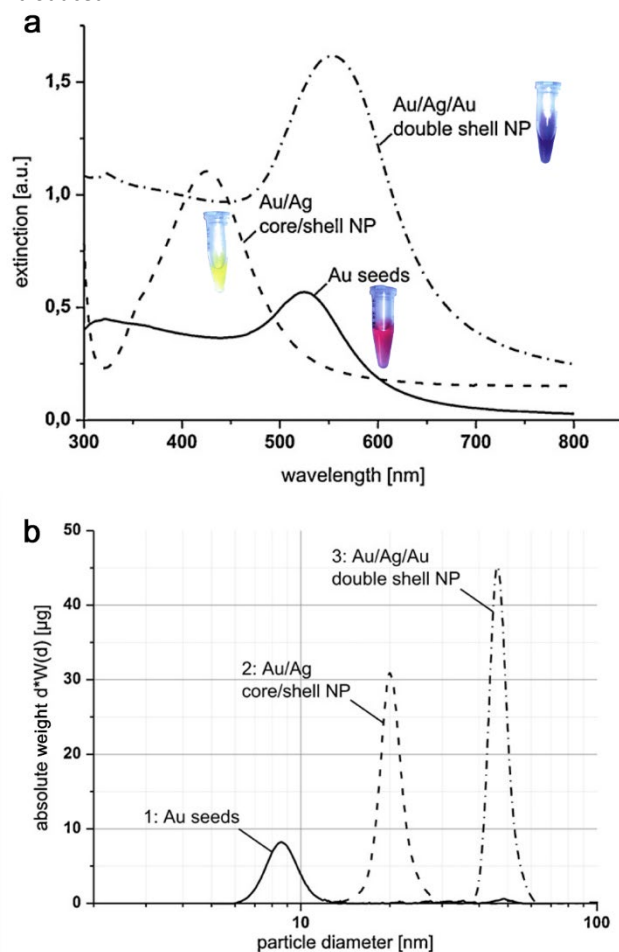 a
1,5
1,0
0,5
0,0
extinction [a.u.]
Au/Ag/Au
double shell NP
Au/Ag
core/shell NP
Au seeds
300 400 500 600 700 800
wavelength [nm]
b
50
40
30
20
10
0
absolute weight d*W(d) [µg]
3: Au/Ag/Au
double shell NP
2: Au/Ag
core/shell NP
1: Au seeds
10 100
particle diameter [nm]